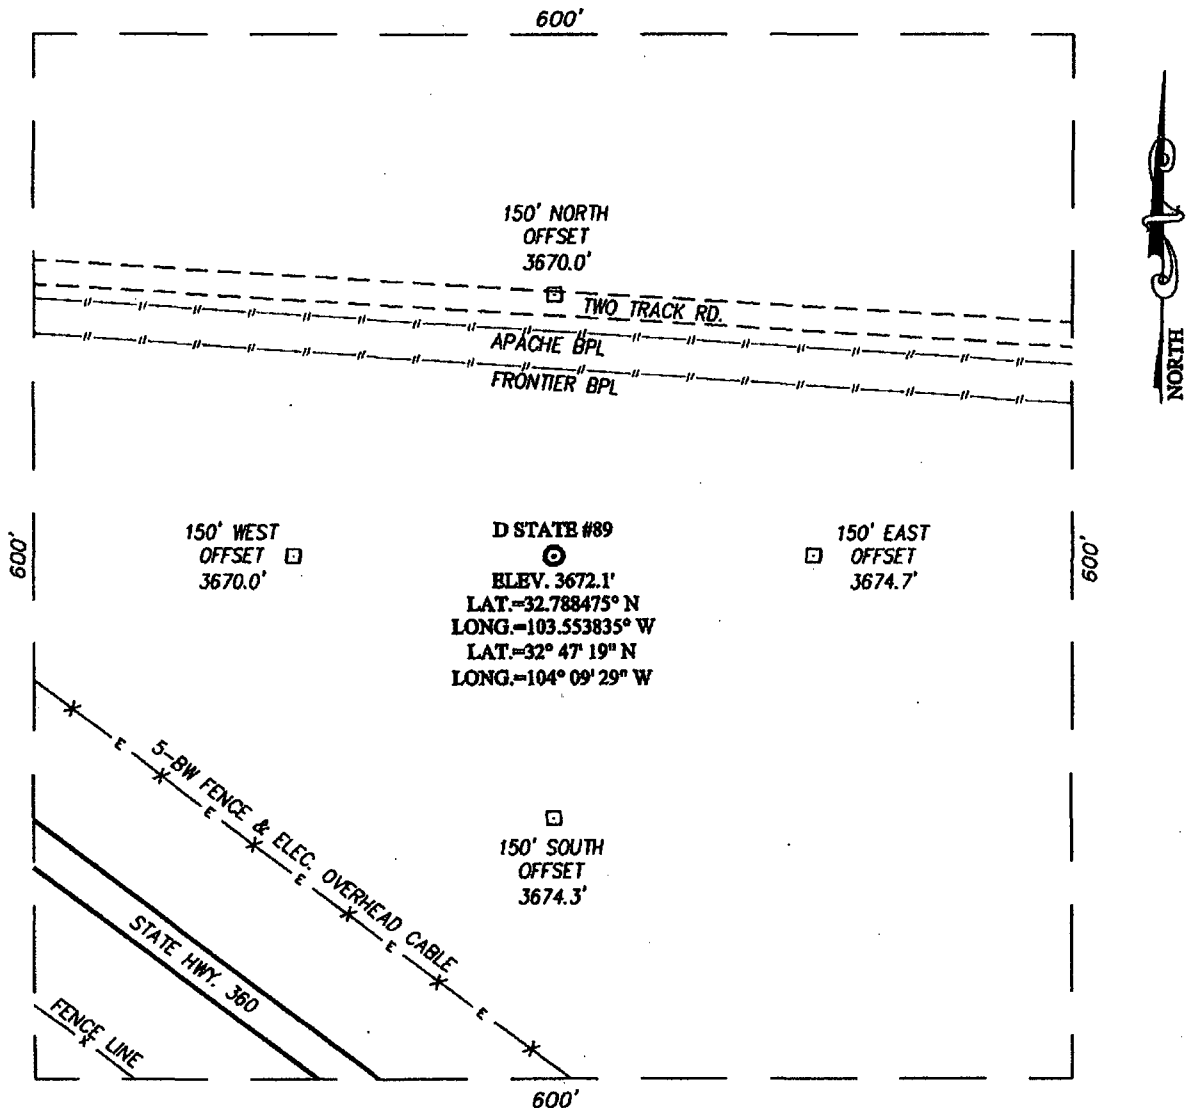 600'
150' NORTH
OFFSET
3670.0'
TWO TRACK RD.
APACHE BPL
FRONTIER BPL
NORTH
600'
150' WEST
OFFSET
3670.0'
D STATE #89
ELEV. 3672.1'
LAT.=32.788475° N
LONG.=103.553835° W
LAT.=32° 47' 19" N
LONG.=104° 09' 29" W
150' EAST
OFFSET
3674.7'
600'
E
5-BW FENCE & ELEC. OVERHEAD CABLE
E
E
E
E
150' SOUTH
OFFSET
3674.3'
STATE HWY. 360
FENCE LINE
600'